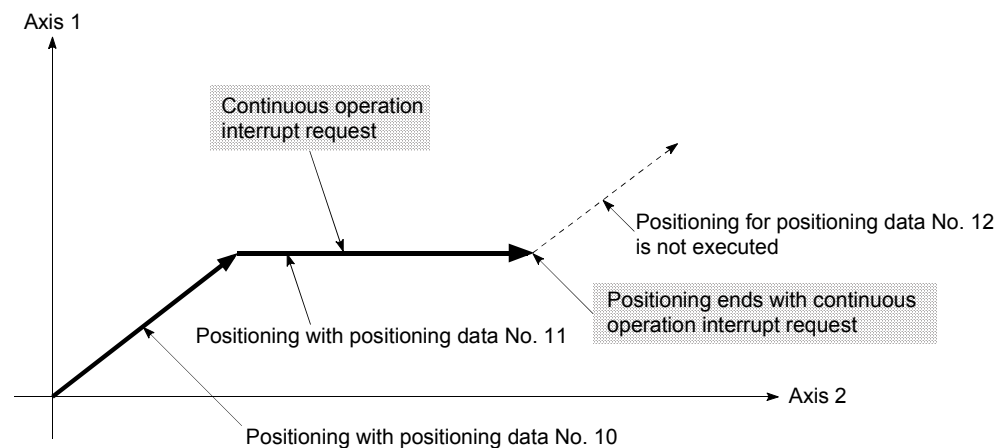 Axis 1
Continuous operation
interrupt request
Positioning for positioning data No. 12
is not executed
Positioning ends with continuous
operation interrupt request
Positioning with positioning data No. 11
Axis 2
Positioning with positioning data No. 10